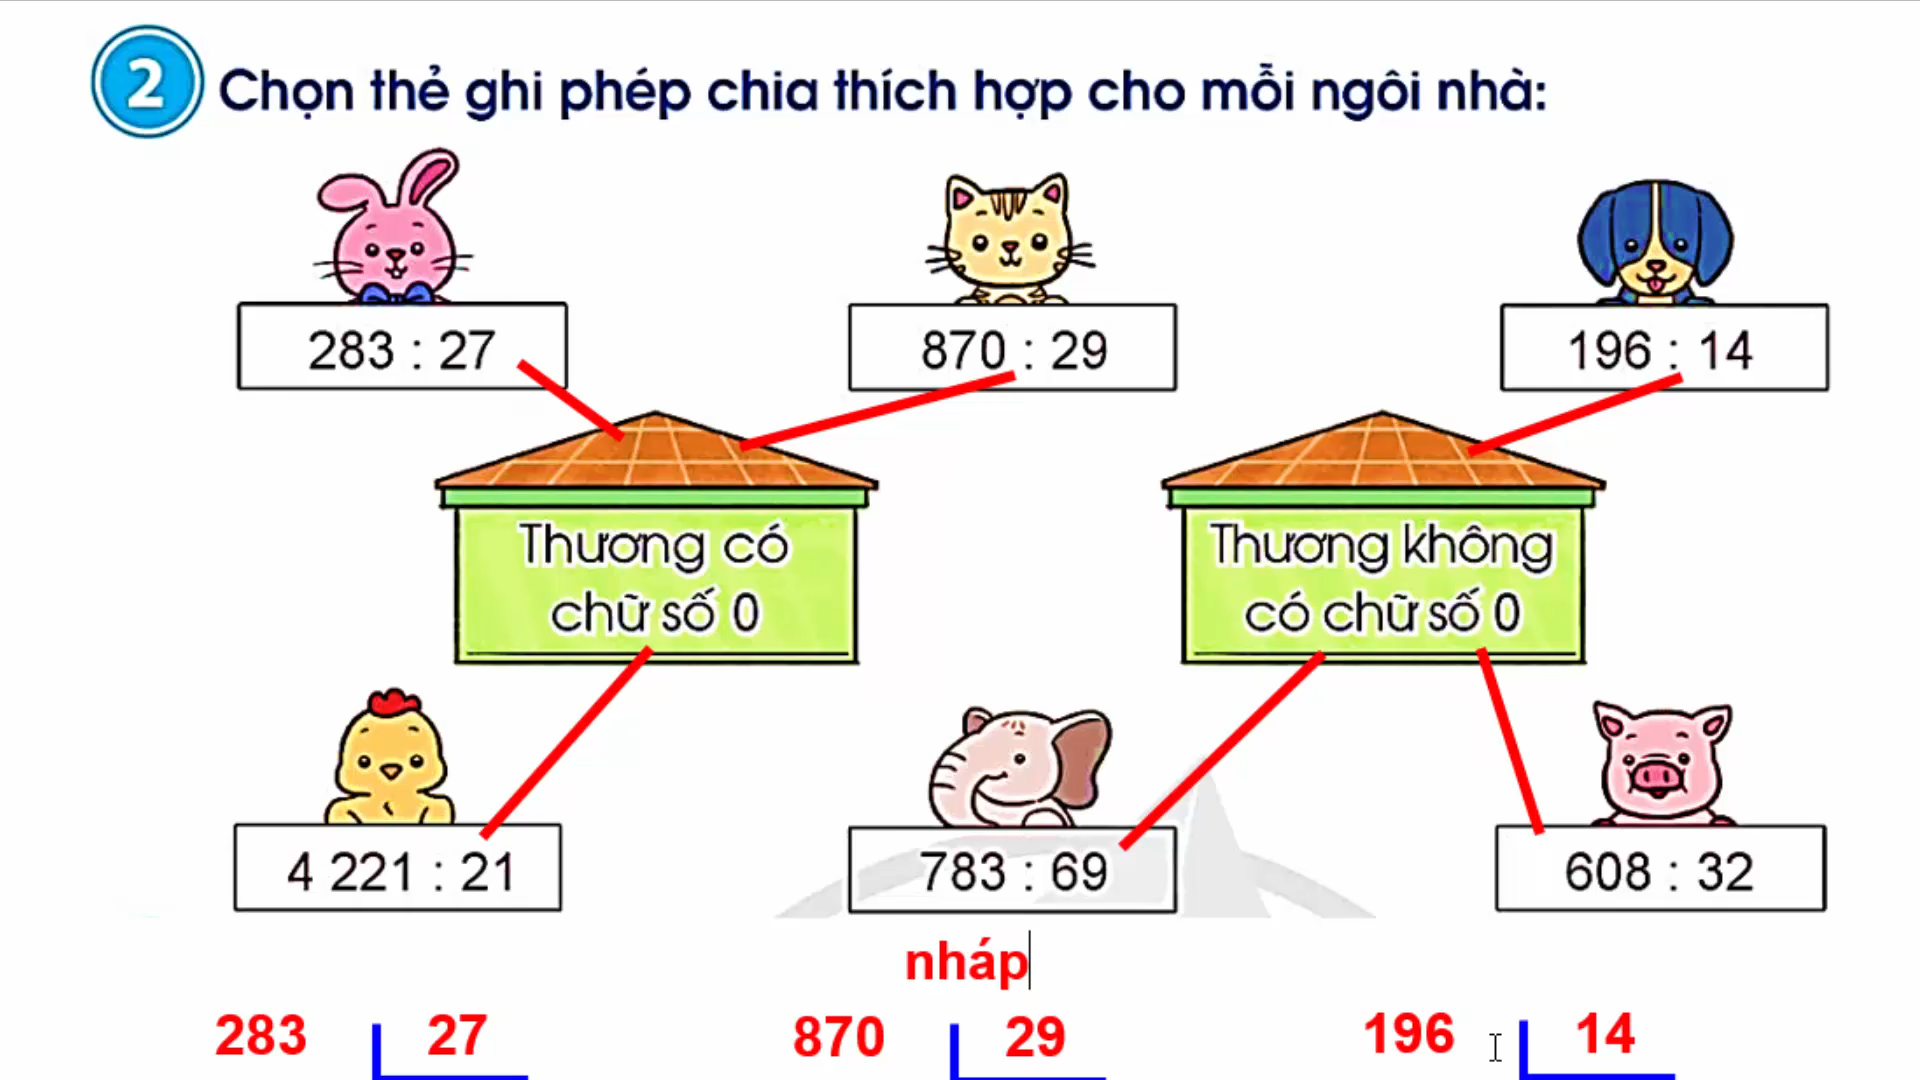 2 Chọn thẻ ghi phép chia thích hợp cho mỗi ngôi nhà:
283 : 27
870 : 29
196 : 14
Thương có
chữ số 0
Thương không
có chữ số 0
4 221 : 21
783 : 69
608 : 32
nháp
283 27
870 29
196 14